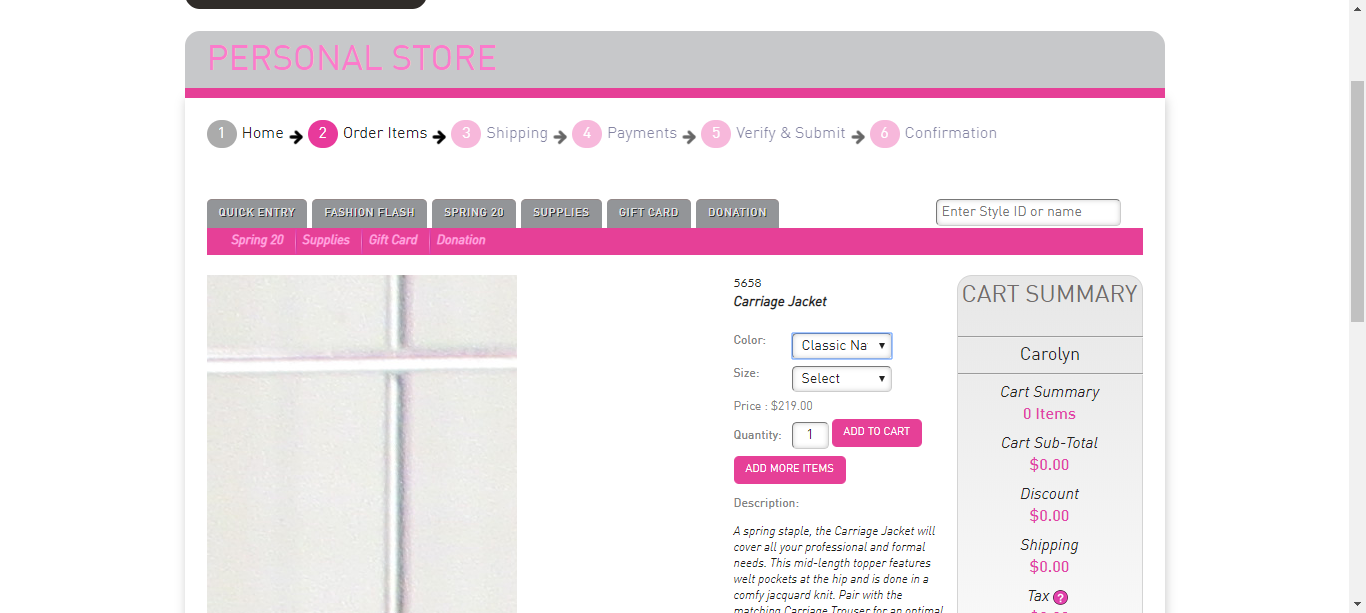 PERSONAL STORE
1 Home 2 Order Items 3 Shipping 4 Payments 5 Verify & Submit 6 Confirmation
QUICK ENTRY FASHION FLASH SPRING 20 SUPPLIES GIFT CARD DONATION Enter Style ID or name
Spring 20 Supplies Gift Card Donation
5658
Carriage Jacket
Color: Classic Na
Size: Select
Price : $219.00
Quantity: 1 ADD TO CART
ADD MORE ITEMS
Description:
A spring staple, the Carriage Jacket will
cover all your professional and formal
needs. This mid-length topper features
welt pockets at the hip and is done in a
comfy jacquard knit. Pair with the
matching Carriage Trouser for an optimal
CART SUMMARY
Carolyn
Cart Summary
0 Items
Cart Sub-Total
$0.00
Discount
$0.00
Shipping
$0.00
Tax ?